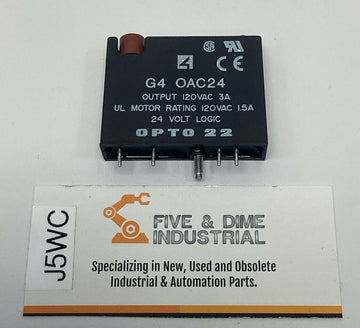 G4 OAC24
OUTPUT 120VAC 3A
UL MOTOR RATING 120VAC 1.5A
24 VOLT LOGIC
OPTO 22
J5WC
FIVE & DIME
INDUSTRIAL
Specializing in New, Used and Obsolete
Industrial & Automation Parts.